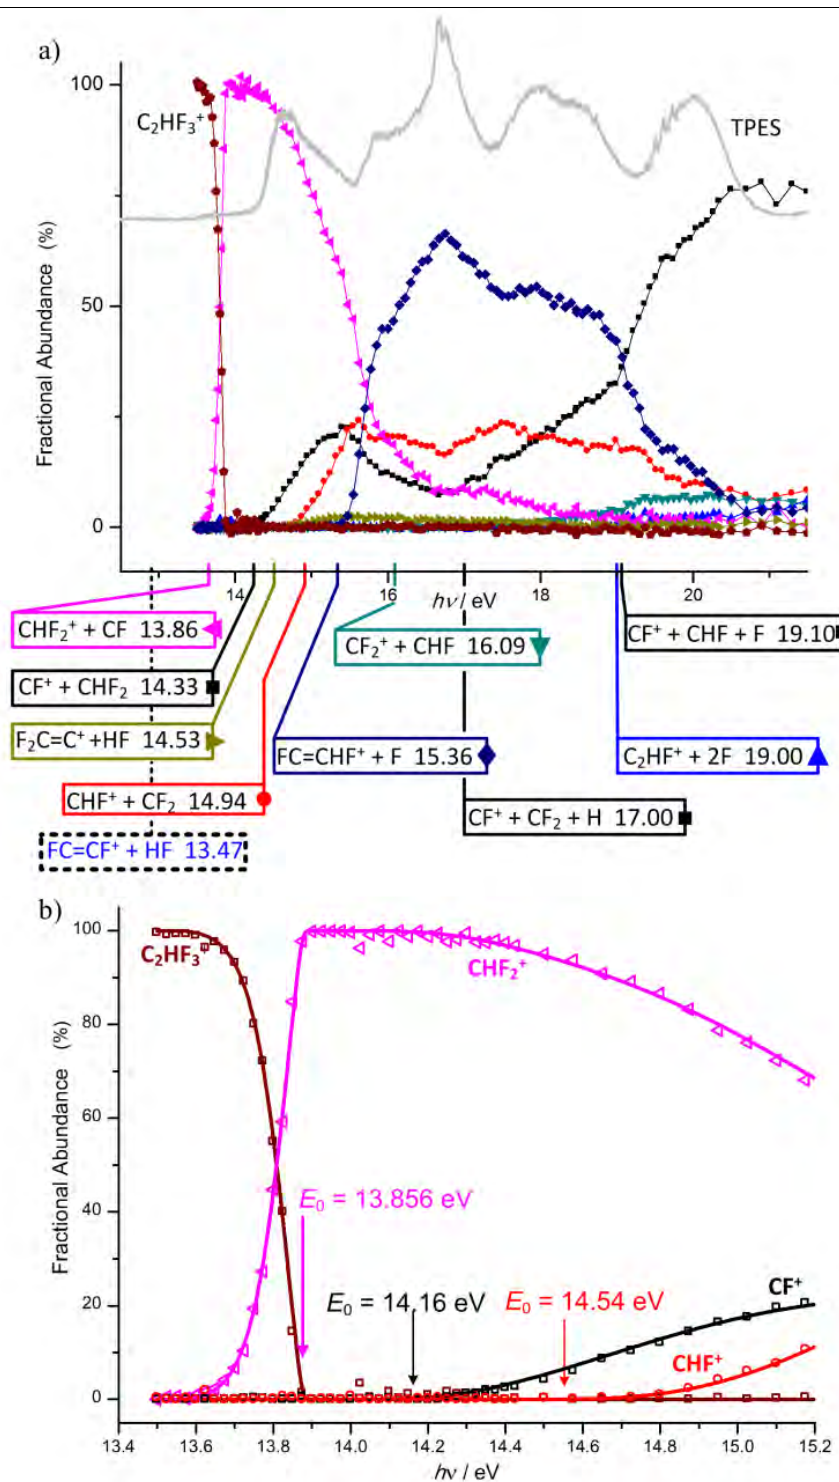 a)
100
C₂HF₃⁺
TPES
50
0
Fractional Abundance (%)
14
16
18
20
hν / eV
CHF₂⁺ + CF 13.86
CF⁺ + CHF₂ 14.33
F₂C=C⁺ +HF 14.53
CHF⁺ + CF₂ 14.94
FC=CF⁺ + HF 13.47
CF₂⁺ + CHF 16.09
FC=CHF⁺ + F 15.36
CF⁺ + CF₂ + H 17.00
CF⁺ + CHF + F 19.10
C₂HF⁺ + 2F 19.00
b)
100
C₂HF₃⁺
CHF₂⁺
80
60
40
20
0
Fractional Abundance (%)
E₀ = 13.856 eV
E₀ = 14.16 eV
E₀ = 14.54 eV
CF⁺
CHF⁺
13.4 13.6 13.8 14.0 14.2 14.4 14.6 14.8 15.0 15.2
hν / eV